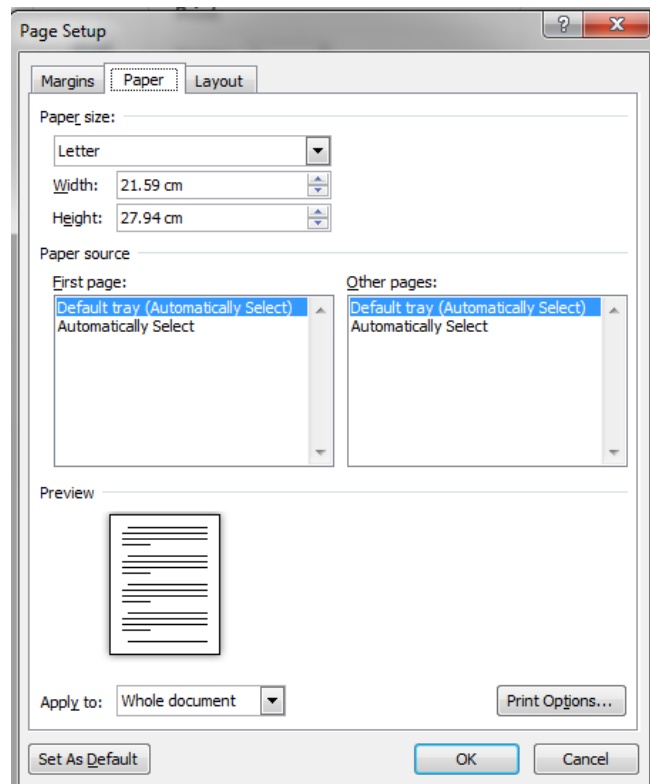 Page Setup
Margins Paper Layout
Paper size:
Letter
Width: 21.59 cm
Height: 27.94 cm
Paper source
First page: Other pages:
Default tray (Automatically Select) Default tray (Automatically Select)
Automatically Select Automatically Select
Preview
Apply to: Whole document Print Options...
Set As Default OK Cancel